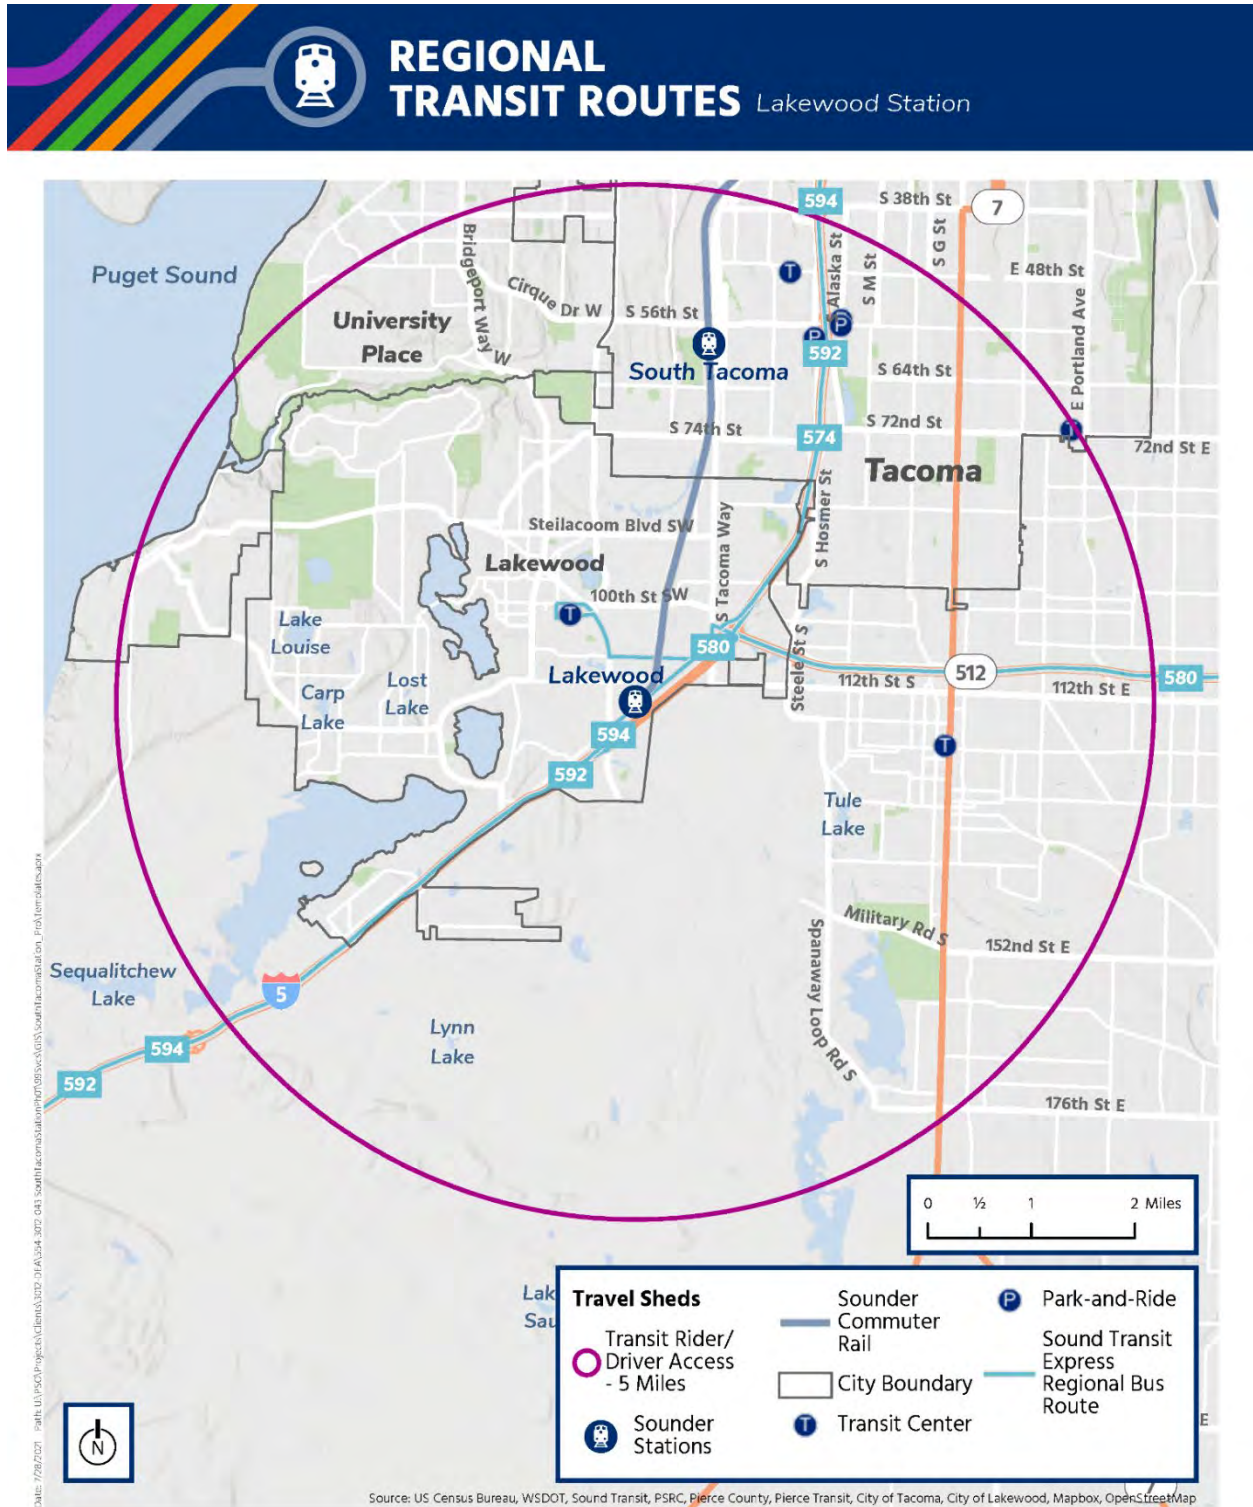 REGIONAL
TRANSIT ROUTES Lakewood Station
594
S 38th St
7
S G St
Puget Sound
Bridgeport Way W
T
S Alaska St
S M St
E 48th St
Cirque Dr W
S 56th St
University
Place
P
P
592
South Tacoma
S 64th St
E Portland Ave
S 74th St
574
S 72nd St
T
72nd St E
Tacoma
S Hosmer St
Steilacoom Blvd SW
S Tacoma Way
Lakewood
100th St SW
T
Lake
Louise
580
Steele St S
512
580
Lakewood
112th St S
112th St E
Carp
Lake
Lost
Lake
594
T
592
Tule
Lake
Military Rd S
152nd St E
Spanaway Loop Rd S
Sequalitchew
Lake
5
Lynn
Lake
594
592
176th St E
0 ½ 1 2 Miles
Lak
Sau
Travel Sheds
Transit Rider/
Driver Access
- 5 Miles
Sounder
Stations
Sounder
Commuter
Rail
City Boundary
T Transit Center
P Park-and-Ride
Sound Transit
Express
Regional Bus
Route
E
N
Source: US Census Bureau, WSDOT, Sound Transit, PSRC, Pierce County, Pierce Transit, City of Tacoma, City of Lakewood, Mapbox, OpenStreetMap
Date: 7/28/2021